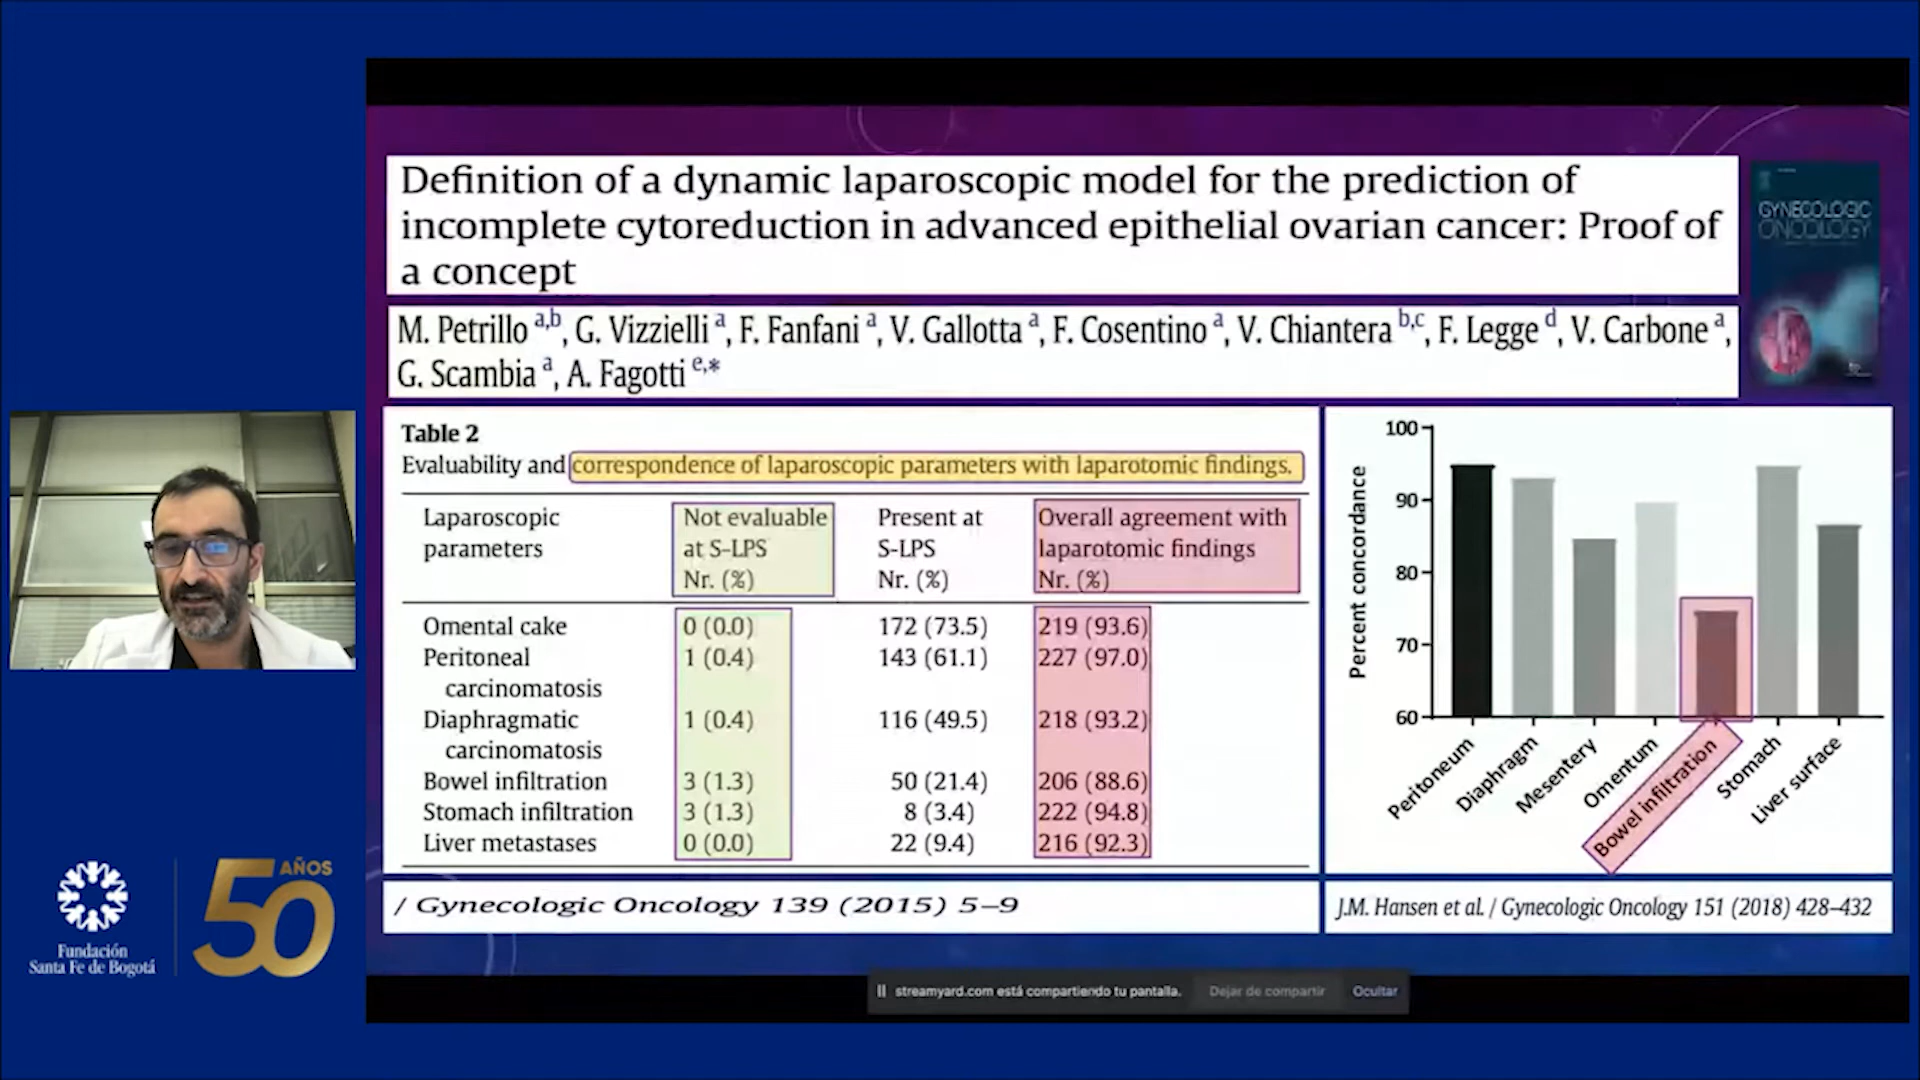 Definition of a dynamic laparoscopic model for the prediction of
incomplete cytoreduction in advanced epithelial ovarian cancer: Proof of
a concept
GYNECOLOGIC
ONCOLOGY
M. Petrillo a,b, G. Vizzielli a, F. Fanfani a, V. Gallotta a, F. Cosentino a, V. Chiantera b,c, F. Legge d, V. Carbone a,
G. Scambia a, A. Fagotti e,*
Table 2
Evaluability and correspondence of laparoscopic parameters with laparotomic findings.
Laparoscopic parameters
Not evaluable at S-LPS Nr. (%)
Present at S-LPS Nr. (%)
Overall agreement with laparotomic findings Nr. (%)
Omental cake 0 (0.0) 172 (73.5) 219 (93.6)
Peritoneal 1 (0.4) 143 (61.1) 227 (97.0)
carcinomatosis
Diaphragmatic 1 (0.4) 116 (49.5) 218 (93.2)
carcinomatosis
Bowel infiltration 3 (1.3) 50 (21.4) 206 (88.6)
Stomach infiltration 3 (1.3) 8 (3.4) 222 (94.8)
Liver metastases 0 (0.0) 22 (9.4) 216 (92.3)
/ Gynecologic Oncology 139 (2015) 5–9
Percent concordance
100
90
80
70
60
Peritoneum
Diaphragm
Mesentery
Omentum
Bowel infiltration
Stomach
Liver surface
J.M. Hansen et al. / Gynecologic Oncology 151 (2018) 428–432
Fundación
Santa Fe de Bogotá
50 AÑOS
streamyard.com está compartiendo tu pantalla.
Dejar de compartir
Ocultar